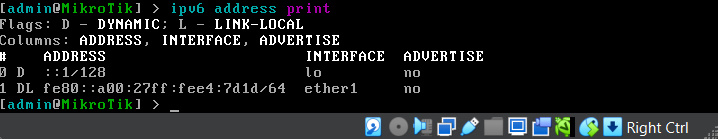 [admin@MikroTik] > ipv6 address print
Flags: D - DYNAMIC; L - LINK-LOCAL
Columns: ADDRESS, INTERFACE, ADVERTISE
#    ADDRESS                      INTERFACE  ADVERTISE
0 D  ::1/128                      lo         no
1 DL fe80::a00:27ff:fee4:7d1d/64  ether1     no
[admin@MikroTik] > _
Right Ctrl